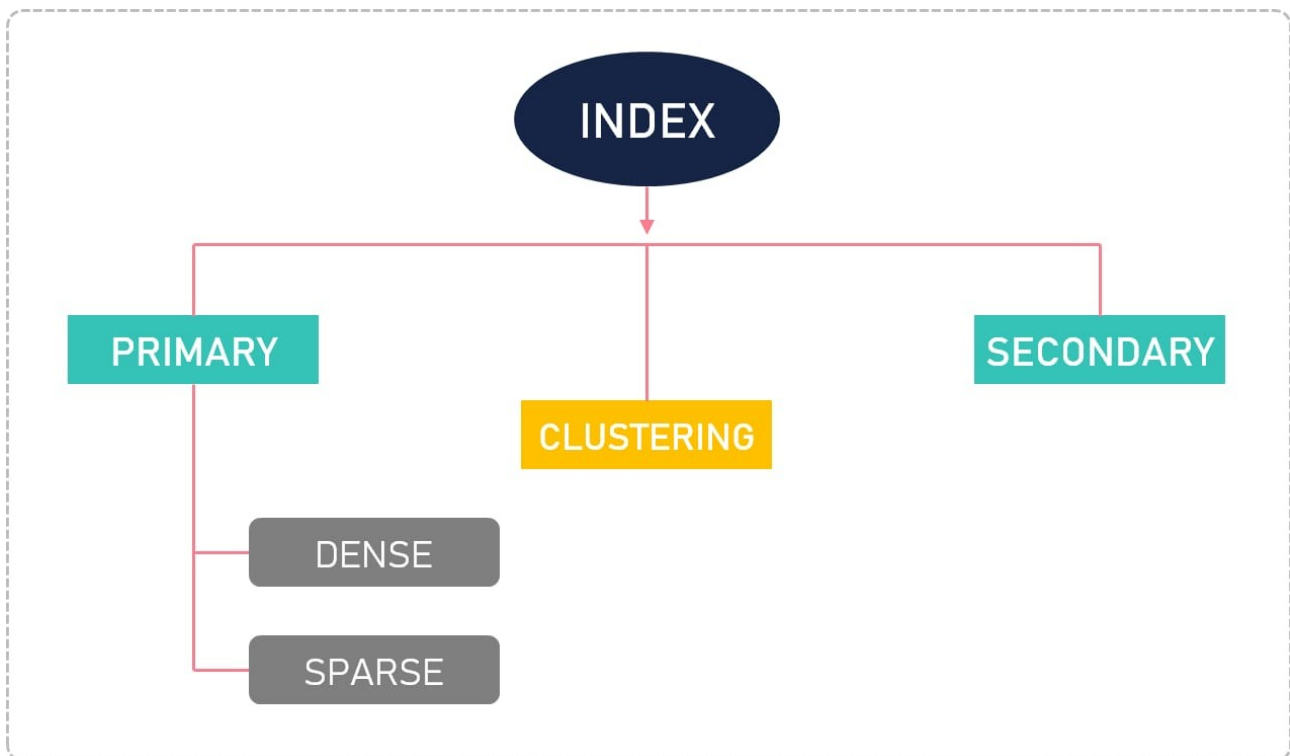 INDEX
PRIMARY
SECONDARY
CLUSTERING
DENSE
SPARSE